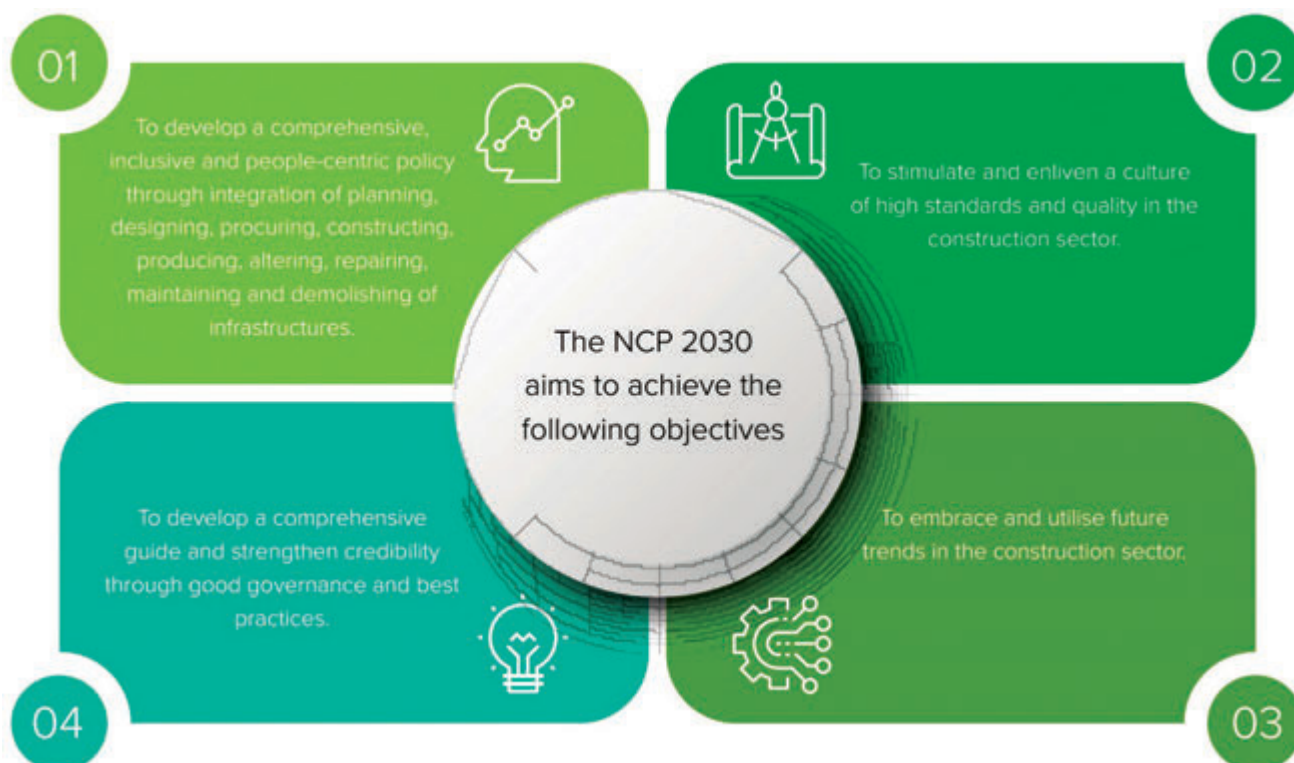 01
To develop a comprehensive,
inclusive and people-centric policy
through integration of planning,
designing, procuring, constructing,
producing, altering, repairing,
maintaining and demolishing of
infrastructures.
02
To stimulate and enliven a culture
of high standards and quality in the
construction sector.
The NCP 2030
aims to achieve the
following objectives
To embrace and utilise future
trends in the construction sector.
03
To develop a comprehensive
guide and strengthen credibility
through good governance and best
practices.
04